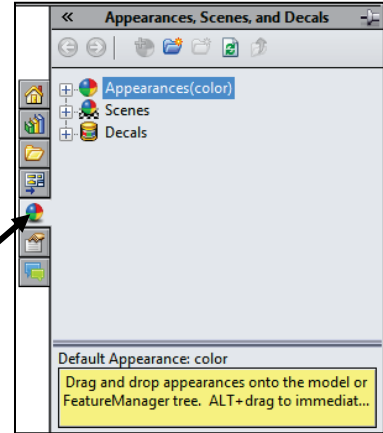 Appearances, Scenes, and Decals
Appearances(color)
Scenes
Decals
Default Appearance: color
Drag and drop appearances onto the model or
FeatureManager tree. ALT+drag to immediat...